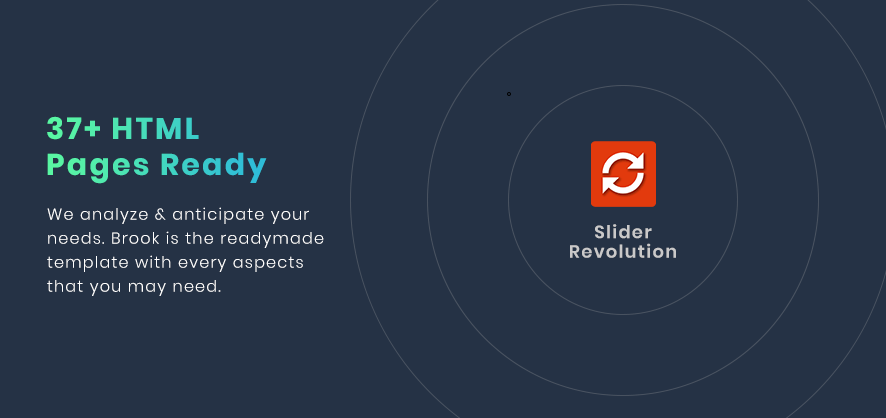 37+ HTML
Pages Ready
We analyze & anticipate your
needs. Brook is the readymade
template with every aspects
that you may need.
Slider
Revolution